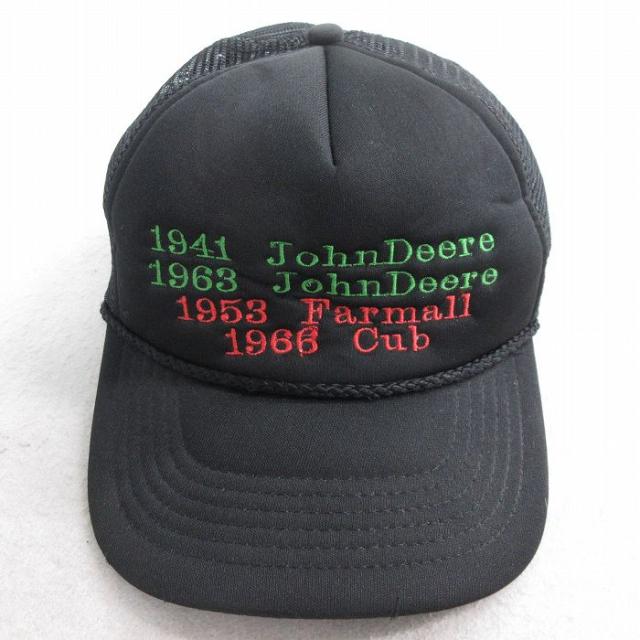 1941 JohnDeere
1963 JohnDeere
1953 Farmall
1966 Cub